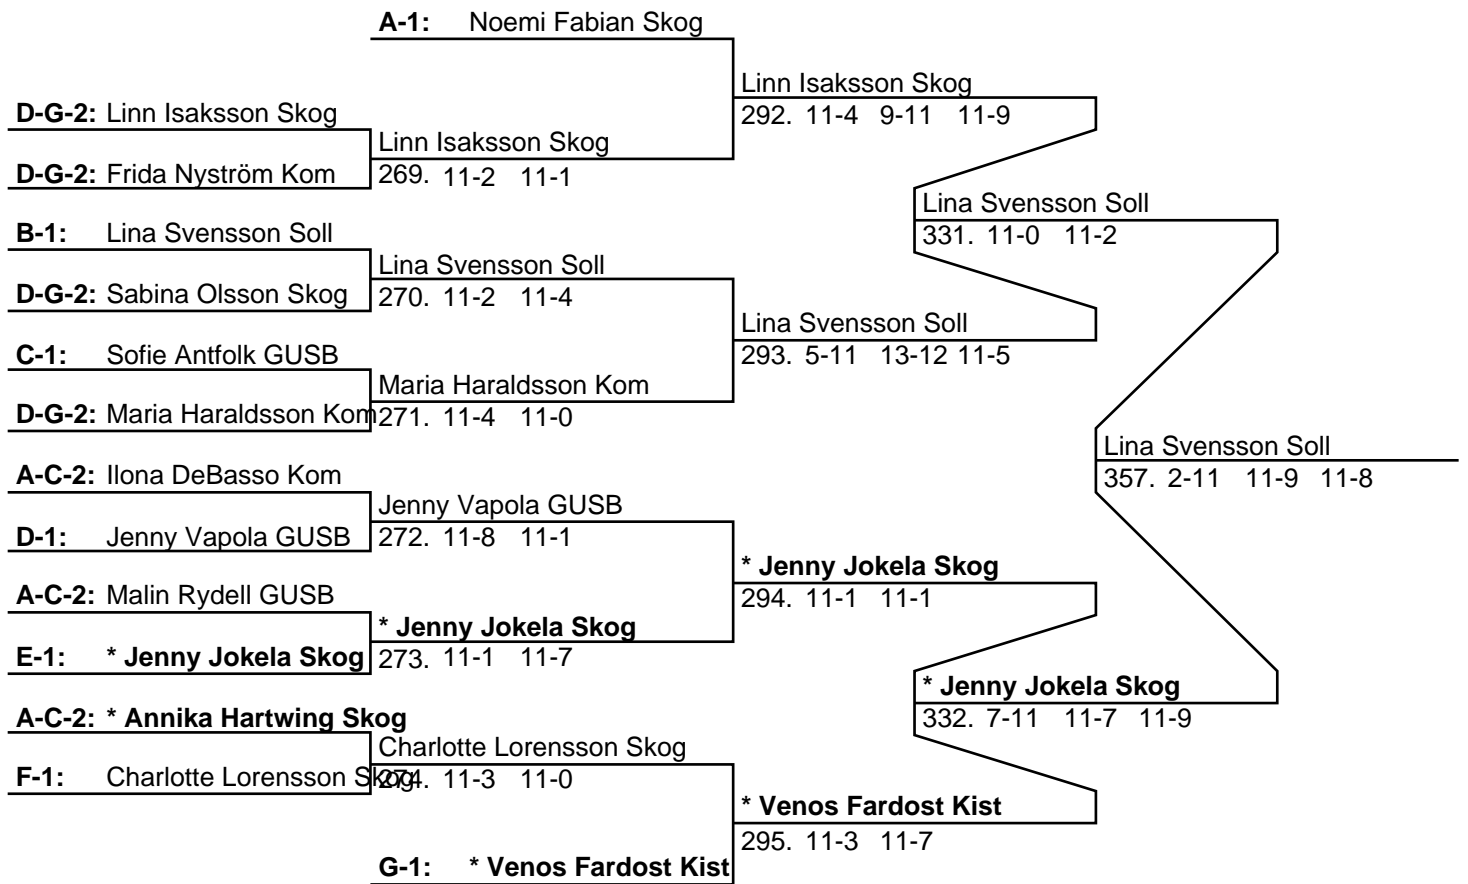 A-1: Noemi Fabian Skog
Linn Isaksson Skog
292. 11-4 9-11 11-9
D-G-2: Linn Isaksson Skog
Linn Isaksson Skog
269. 11-2 11-1
D-G-2: Frida Nyström Kom
Lina Svensson Soll
331. 11-0 11-2
B-1: Lina Svensson Soll
Lina Svensson Soll
270. 11-2 11-4
D-G-2: Sabina Olsson Skog
Lina Svensson Soll
293. 5-11 13-12 11-5
C-1: Sofie Antfolk GUSB
Maria Haraldsson Kom
271. 11-4 11-0
D-G-2: Maria Haraldsson Kom
Lina Svensson Soll
357. 2-11 11-9 11-8
A-C-2: Ilona DeBasso Kom
Jenny Vapola GUSB
272. 11-8 11-1
D-1: Jenny Vapola GUSB
* Jenny Jokela Skog
294. 11-1 11-1
A-C-2: Malin Rydell GUSB
* Jenny Jokela Skog
273. 11-1 11-7
E-1: * Jenny Jokela Skog
* Jenny Jokela Skog
332. 7-11 11-7 11-9
A-C-2: * Annika Hartwing Skog
Charlotte Lorensson Skog
274. 11-3 11-0
F-1: Charlotte Lorensson Skog
* Venos Fardost Kist
295. 11-3 11-7
G-1: * Venos Fardost Kist